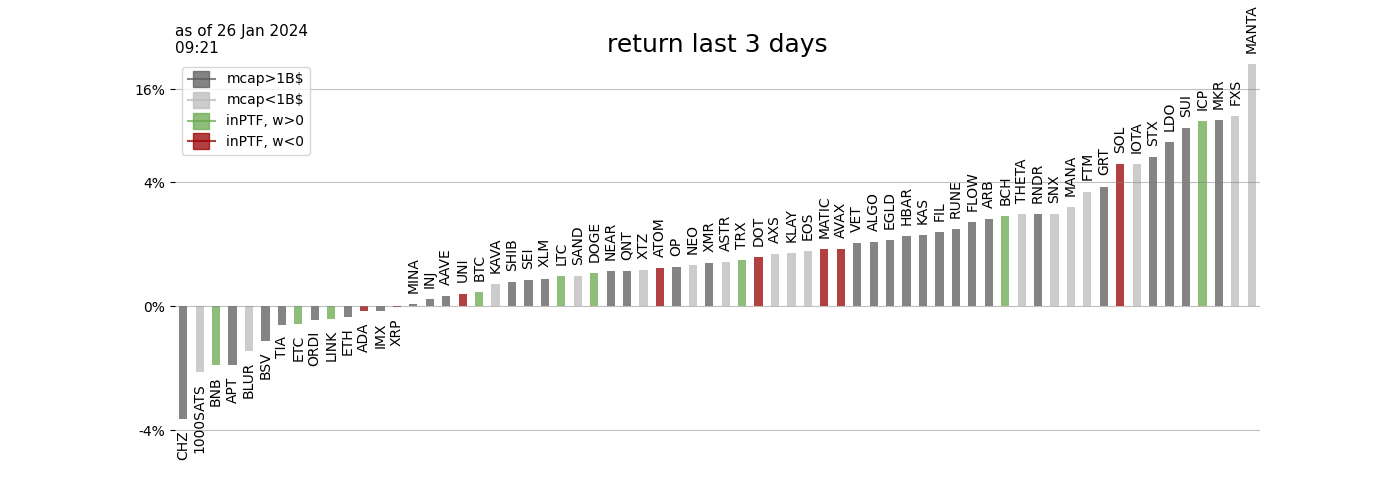 as of 26 Jan 2024
09:21
return last 3 days
mcap>1B$
mcap<1B$
inPTF, w>0
inPTF, w<0
16%
4%
0%
-4%
CHZ
1000SATS
BNB
APT
BLUR
BSV
TIA
ETC
ORDI
LINK
ETH
ADA
IMX
XRP
MINA
INJ
AAVE
UNI
BTC
KAVA
SHIB
SEI
XLM
LTC
SAND
DOGE
NEAR
QNT
XTZ
ATOM
OP
NEO
XMR
ASTR
TRX
DOT
AXS
KLAY
EOS
MATIC
AVAX
VET
ALGO
EGLD
HBAR
KAS
FIL
RUNE
FLOW
ARB
BCH
THETA
RNDR
SNX
MANA
FTM
GRT
SOL
IOTA
STX
LDO
SUI
ICP
MKR
FXS
MANTA